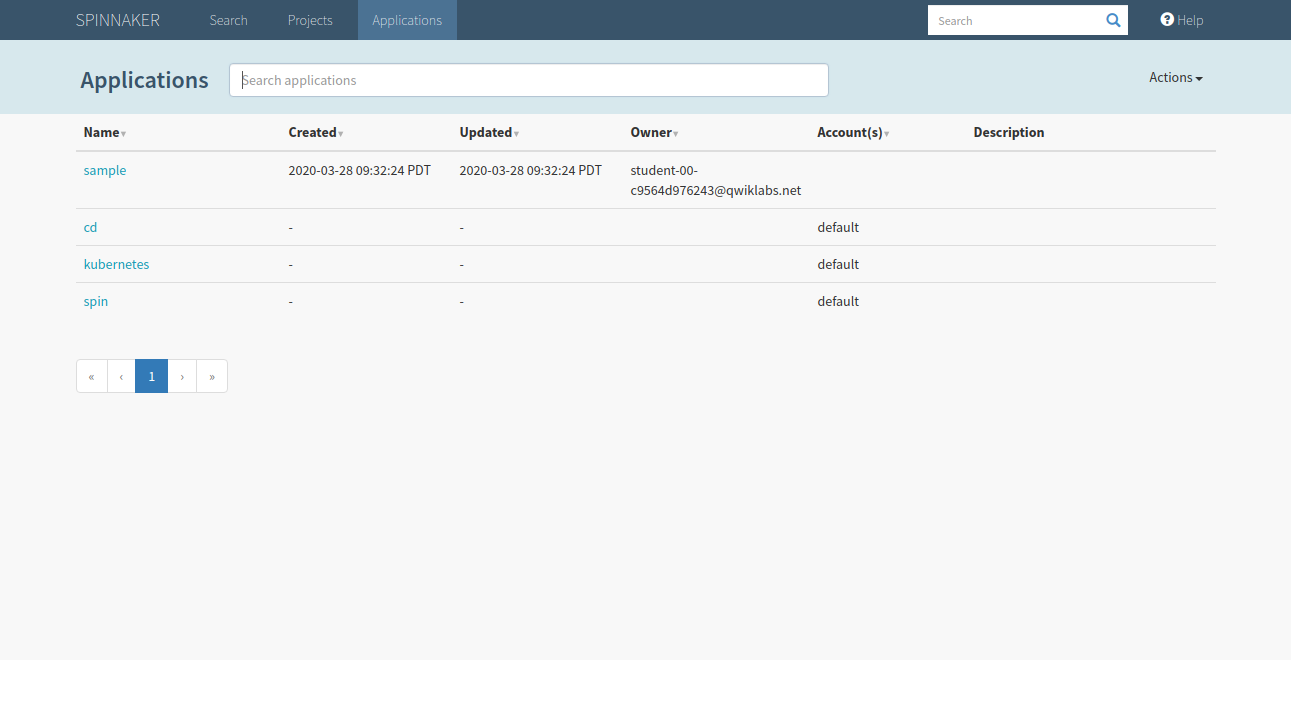 SPINNAKER Search Projects Applications Search Help
Applications Search applications Actions
Name Created Updated Owner Account(s) Description
sample 2020-03-28 09:32:24 PDT 2020-03-28 09:32:24 PDT student-00-
c9564d976243@qwiklabs.net
cd - - default
kubernetes - - default
spin - - default
« ‹ 1 › »